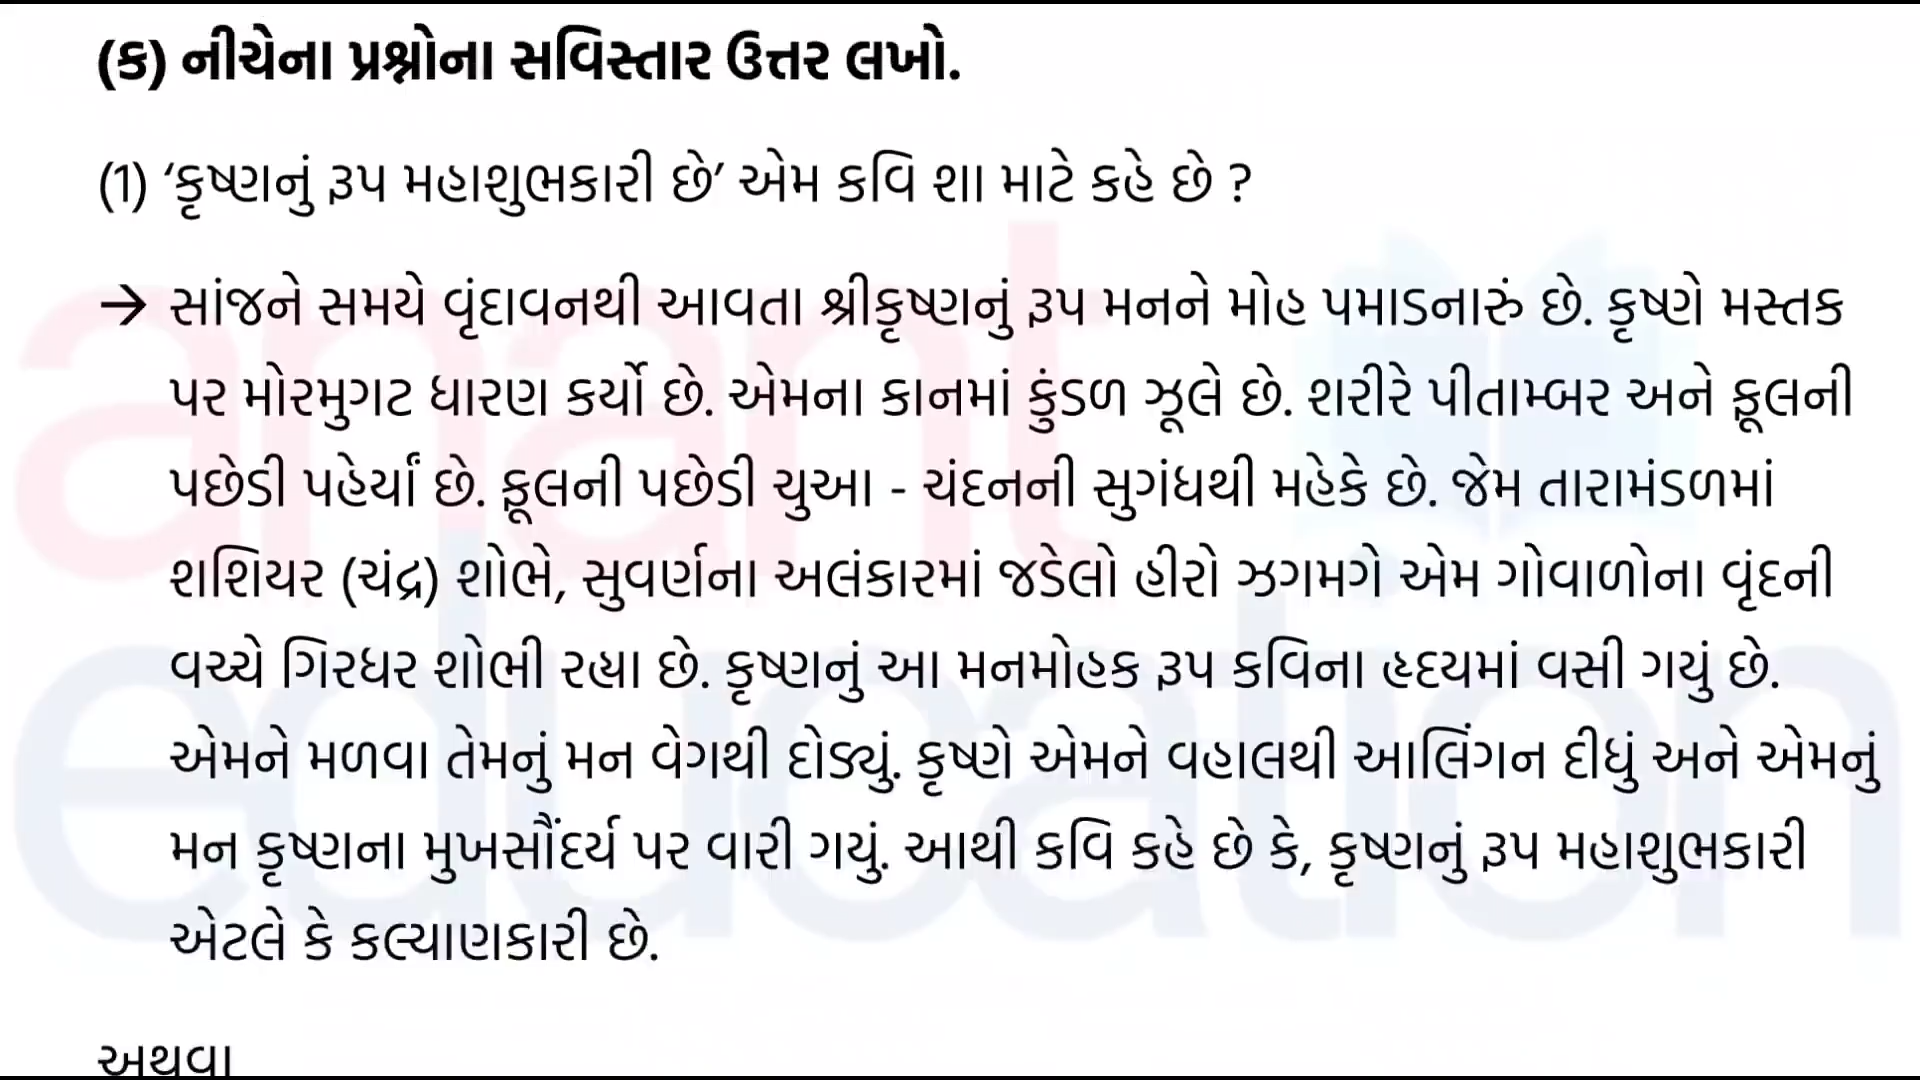 (ક) નીચેના પ્રશ્નોના સવિસ્તાર ઉત્તર લખો.
(1) ‘કૃષ્ણનું રૂપ મહાશુભકારી છે’ એમ કવિ શા માટે કહે છે ?
→ સાંજને સમયે વૃંદાવનથી આવતા શ્રીકૃષ્ણનું રૂપ મનને મોહ પમાડનારું છે. કૃષ્ણે મસ્તક
પર મોરમુગટ ધારણ કર્યો છે. એમના કાનમાં કુંડળ ઝૂલે છે. શરીરે પીતામ્બર અને ફૂલની
પછેડી પહેર્યાં છે. ફૂલની પછેડી ચુઆ - ચંદનની સુગંધથી મહેકે છે. જેમ તારામંડળમાં
શશિયર (ચંદ્ર) શોભે, સુવર્ણના અલંકારમાં જડેલો હીરો ઝગમગે એમ ગોવાળોના વૃંદની
વચ્ચે ગિરધર શોભી રહ્યા છે. કૃષ્ણનું આ મનમોહક રૂપ કવિના હૃદયમાં વસી ગયું છે.
એમને મળવા તેમનું મન વેગથી દોડ્યું. કૃષ્ણે એમને વહાલથી આલિંગન દીધું અને એમનું
મન કૃષ્ણના મુખસૌંદર્ય પર વારી ગયું. આથી કવિ કહે છે કે, કૃષ્ણનું રૂપ મહાશુભકારી
એટલે કે કલ્યાણકારી છે.
અથવા
anant
education